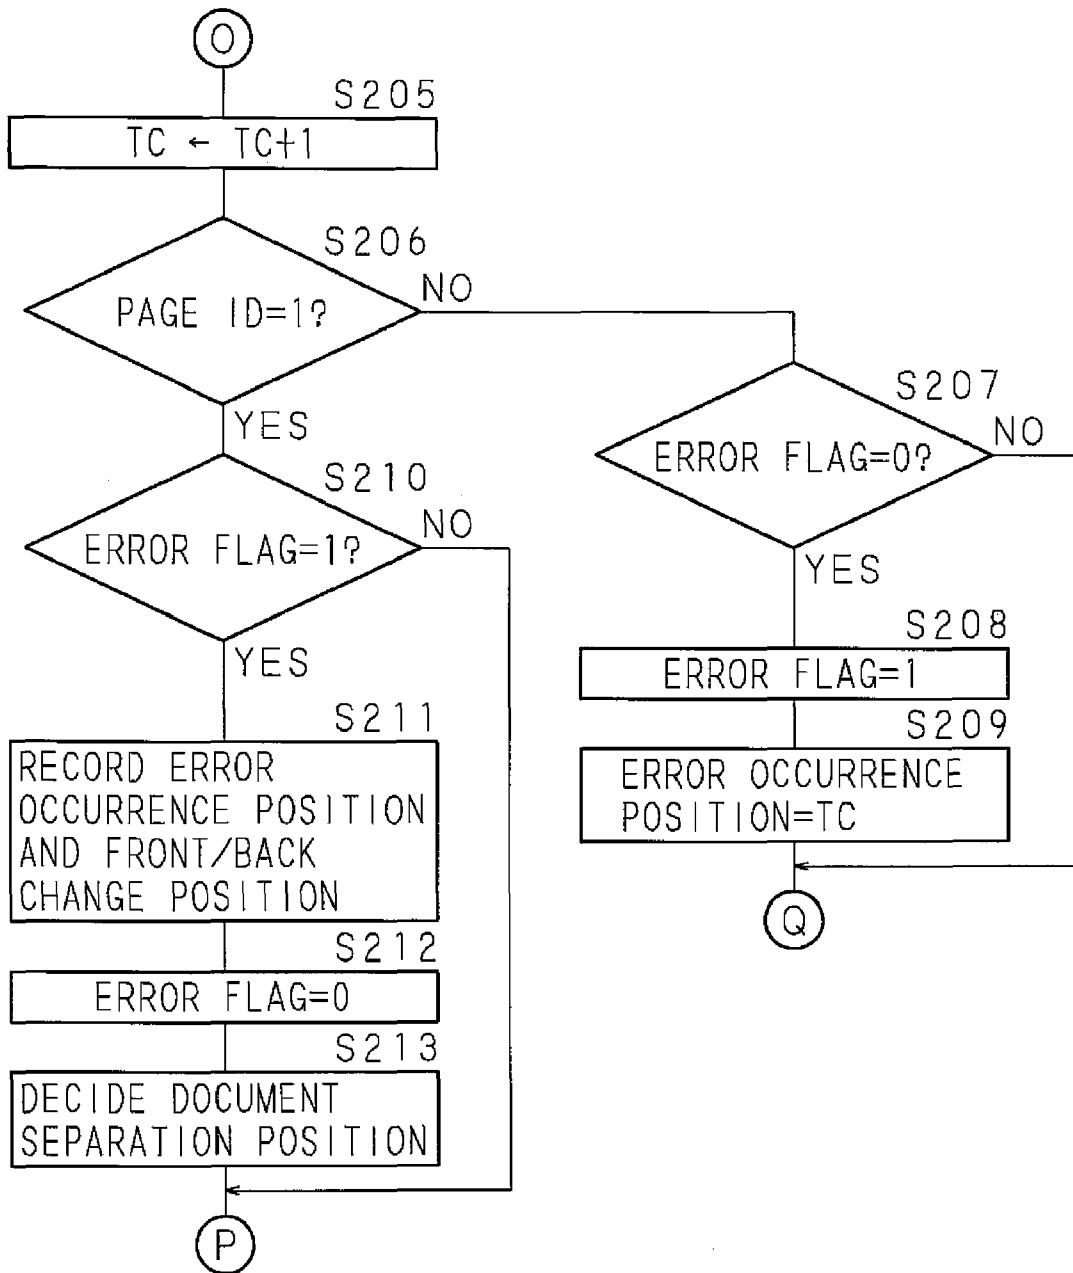 O
S205
TC ← TC+1
S206
PAGE ID=1?
NO
YES
S207
ERROR FLAG=0?
NO
YES
S210
ERROR FLAG=1?
NO
YES
S208
ERROR FLAG=1
S209
ERROR OCCURRENCE
POSITION=TC
Q
S211
RECORD ERROR
OCCURRENCE POSITION
AND FRONT/BACK
CHANGE POSITION
S212
ERROR FLAG=0
S213
DECIDE DOCUMENT
SEPARATION POSITION
P